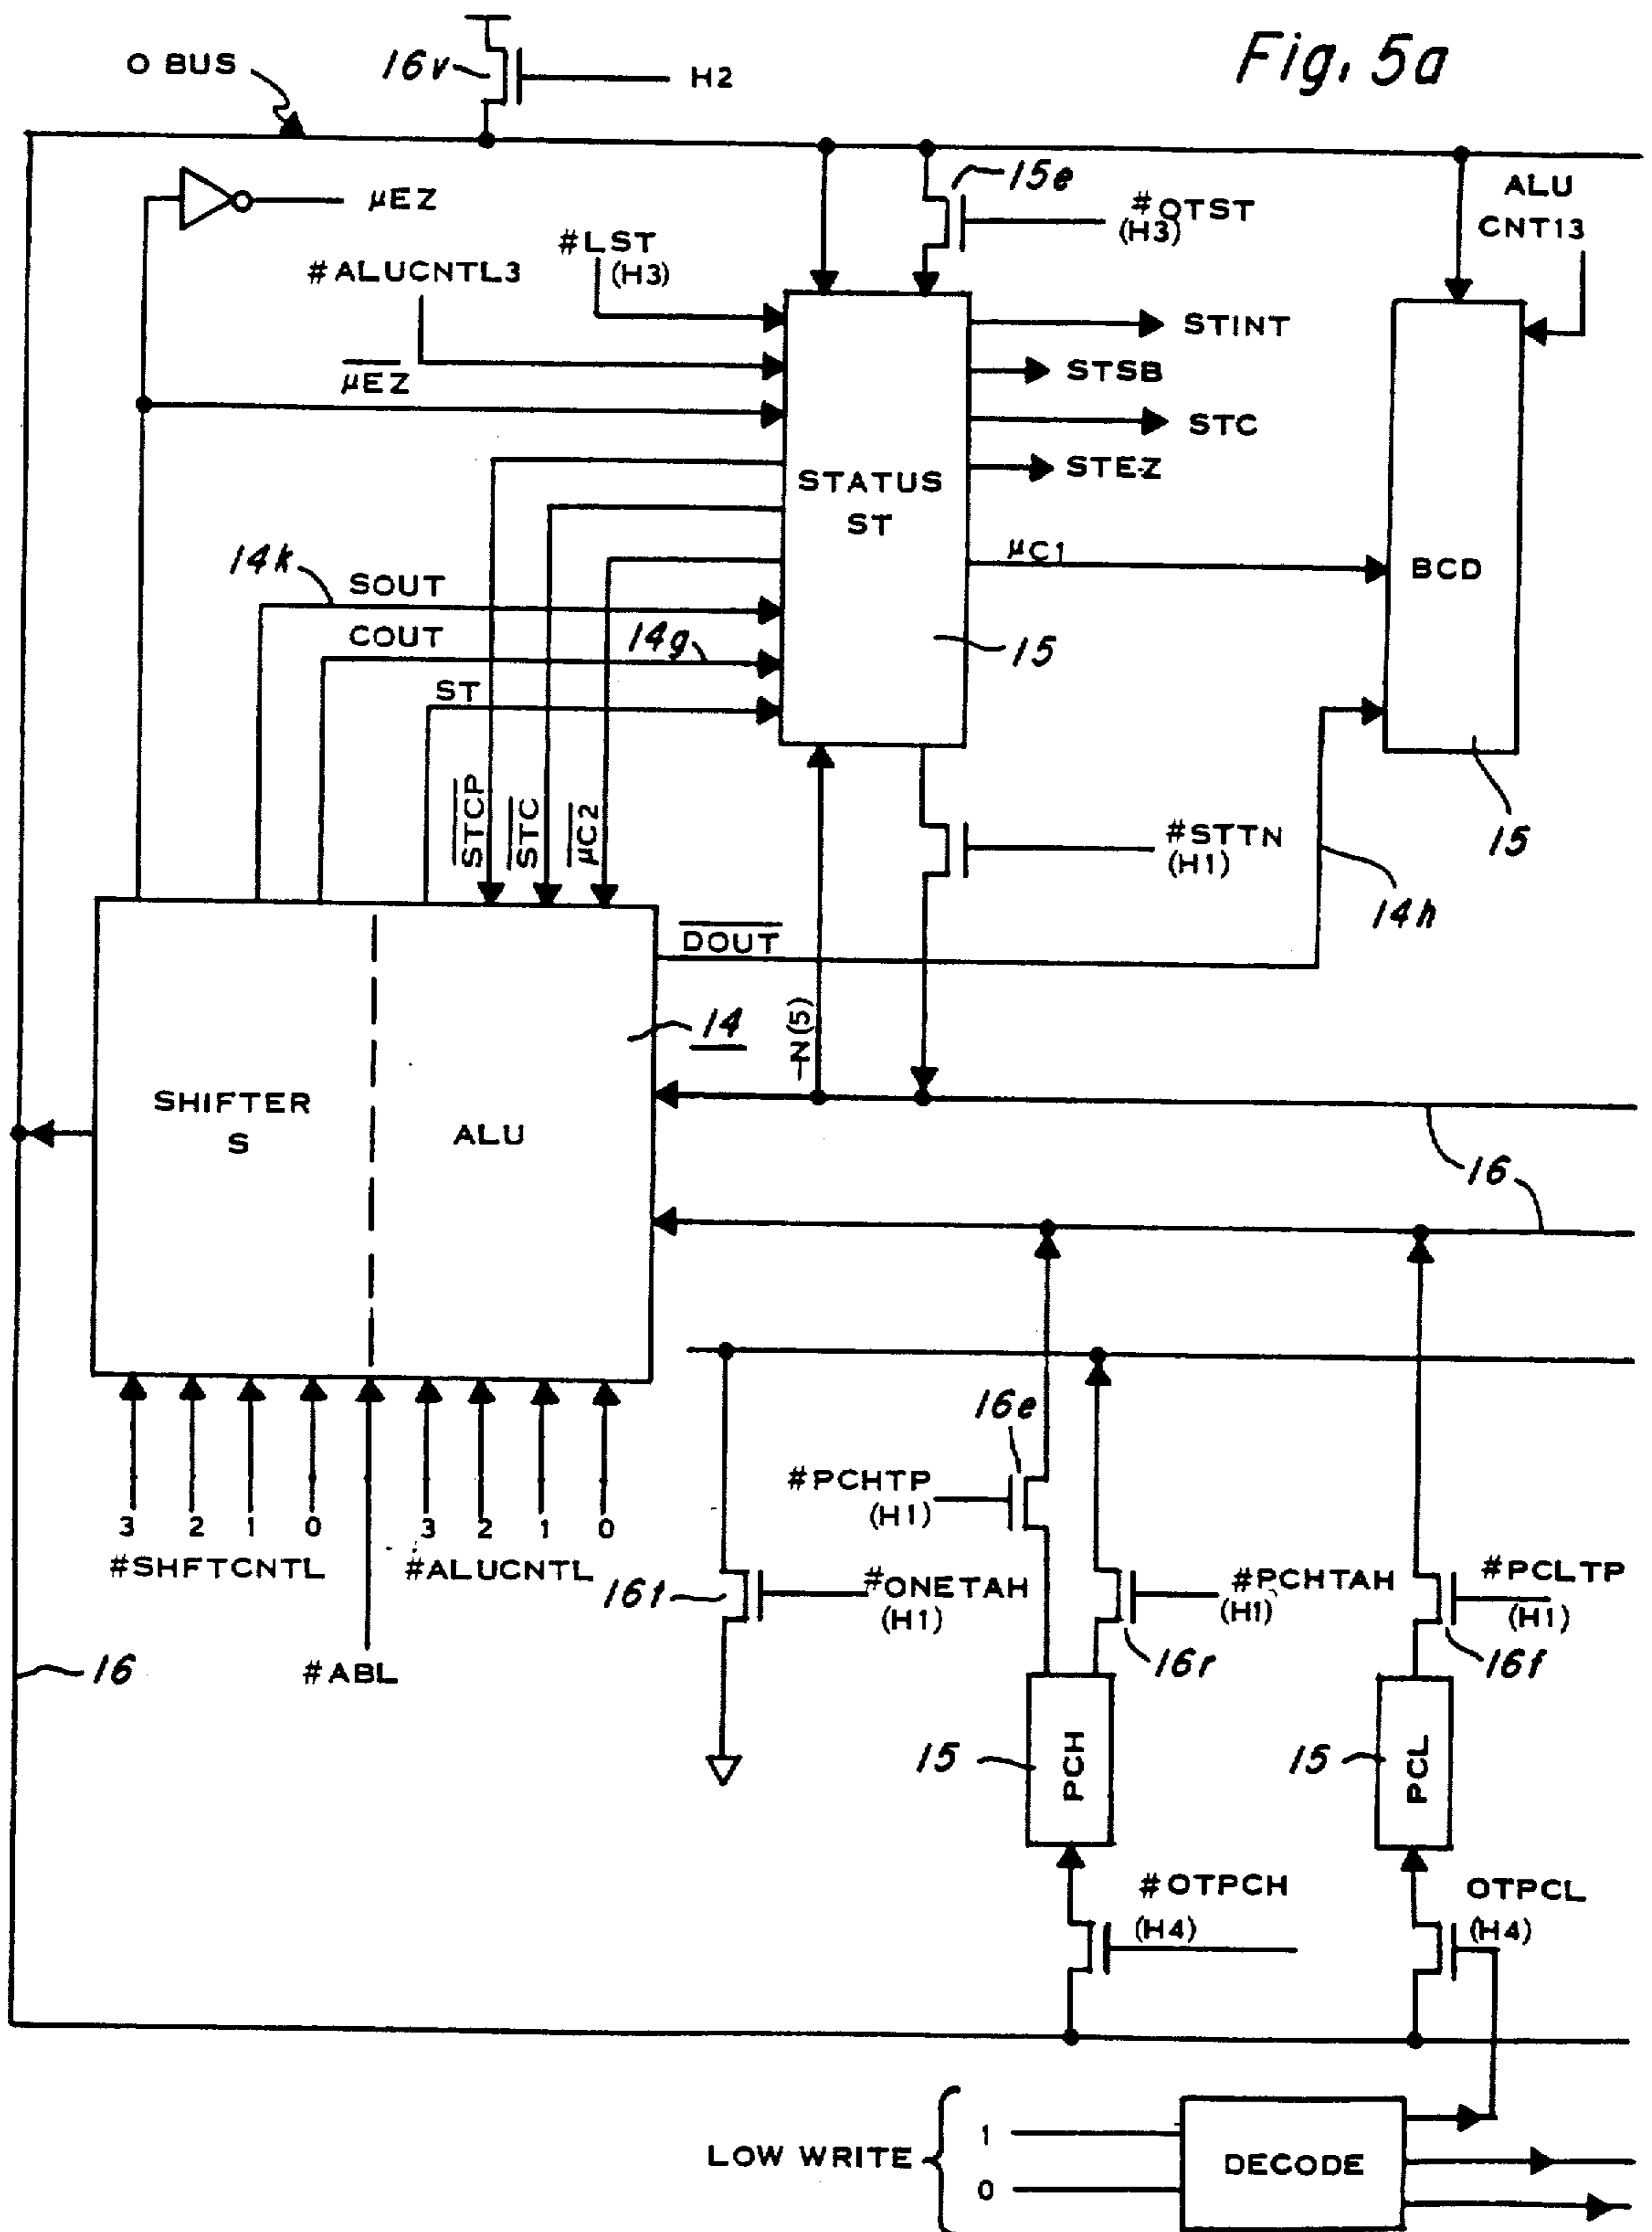 Fig. 5a
O BUS
16v
H2
µEZ
15e
#OTST
(H3)
ALU
CNT13
#LST
(H3)
#ALUCNTL3
µEZ
STINT
STSB
STC
STEZ
STATUS
ST
µC1
BCD
14k
SOUT
COUT
14g
15
ST
STCP
STC
µC2
#STTN
(H1)
15
14h
DOUT
14
N(5)
SHIFTER
S
ALU
16
16e
#PCHTP
(H1)
3 2 1 0 3 2 1 0
#SHFTCNTL
#ALUCNTL
16t
#ONETAH
(H1)
#PCHTAH
(H1)
#PCLTP
(H1)
16
#ABL
16r
16f
15
PCH
15
PCL
#OTPCH
(H4)
OTPCL
(H4)
LOW WRITE
1
0
DECODE